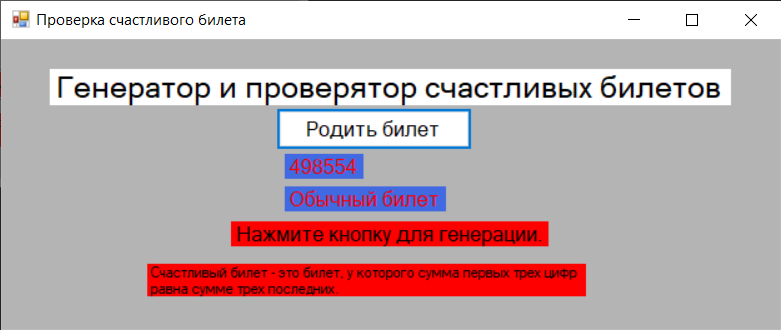 Проверка счастливого билета
Генератор и проверятор счастливых билетов
Родить билет
498554
Обычный билет
Нажмите кнопку для генерации.
Счастливый билет - это билет, у которого сумма первых трех цифр
равна сумме трех последних.